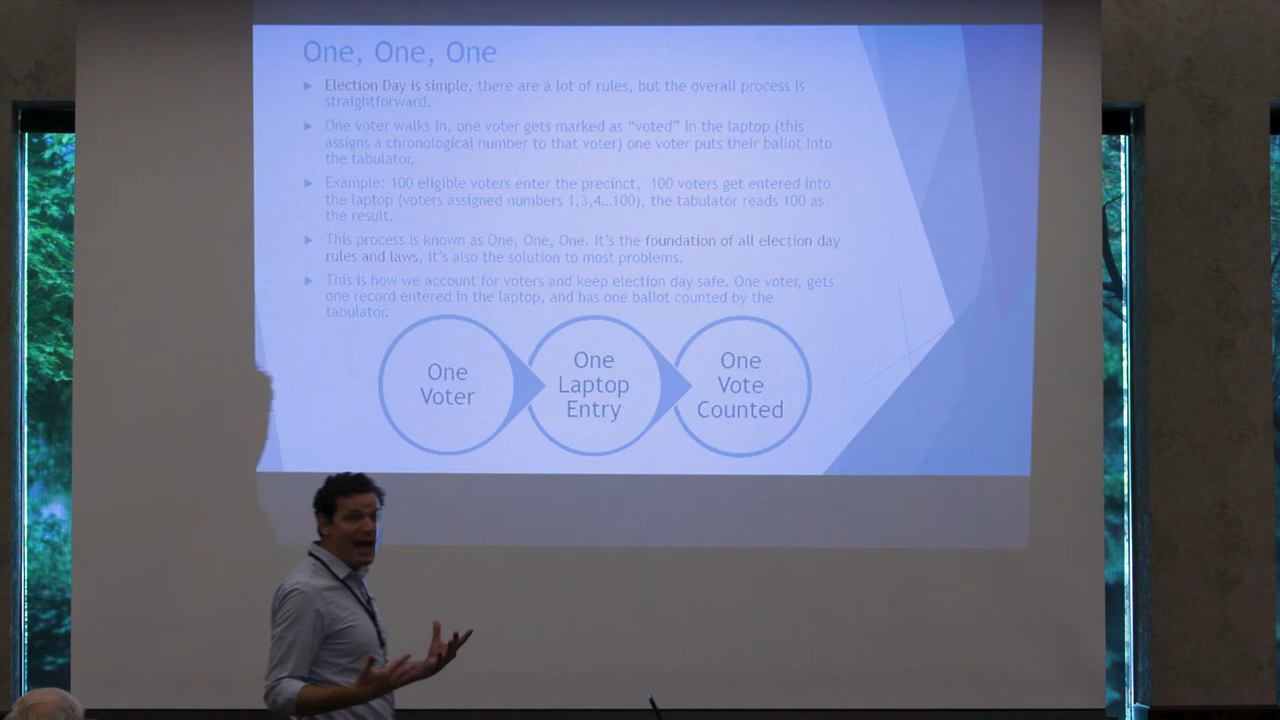 One, One, One
Election Day is simple, there are a lot of rules, but the overall process is
straightforward.
One voter walks in, one voter gets marked as “voted” in the laptop (this
assigns a chronological number to that voter) one voter puts their ballot into
the tabulator.
Example: 100 eligible voters enter the precinct, 100 voters get entered into
the laptop (voters assigned numbers 1,3,4…100), the tabulator reads 100 as
the result.
This process is known as One, One, One. It’s the foundation of all election day
rules and laws, it’s also the solution to most problems.
This is how we account for voters and keep election day safe. One voter, gets
one record entered in the laptop, and has one ballot counted by the
tabulator.
One
Voter
One
Laptop
Entry
One
Vote
Counted